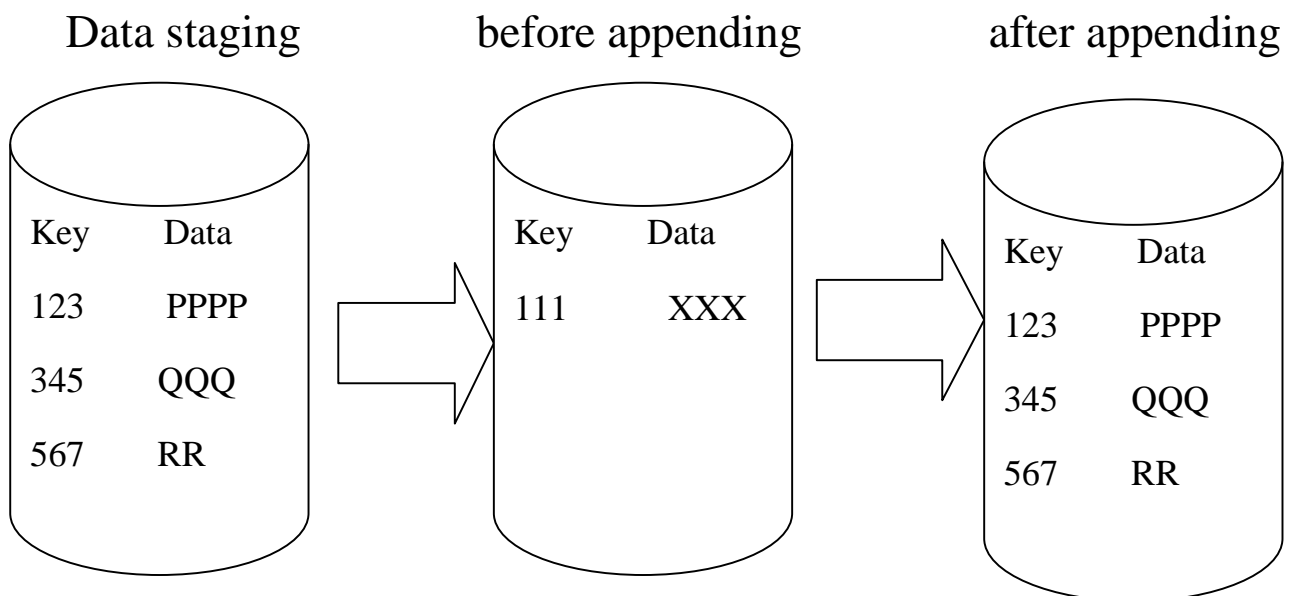 Data staging
before appending
after appending
Key Data
123 PPPP
345 QQQ
567 RR
Key Data
111 XXX
Key Data
123 PPPP
345 QQQ
567 RR